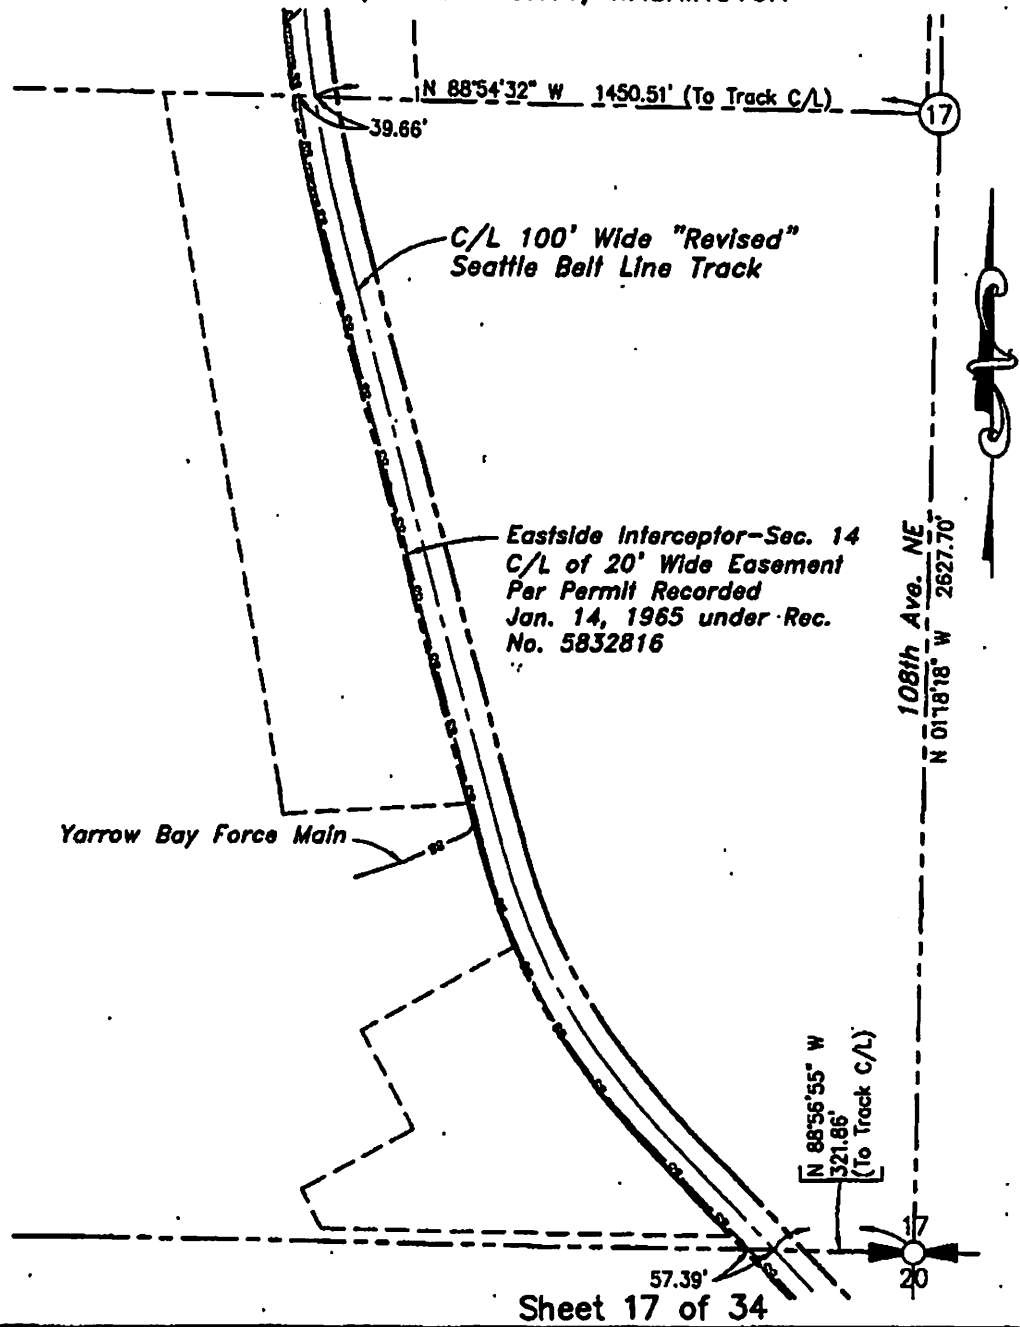 N 88°54'32" W 1450.51' (To Track C/L)
17
39.66'
C/L 100' Wide "Revised"
Seattle Belt Line Track
Eastside Interceptor-Sec. 14
C/L of 20' Wide Easement
Per Permit Recorded
Jan. 14, 1965 under Rec.
No. 5832816
108th Ave. NE
N 01°18'18" W 2627.70'
Yarrow Bay Force Main
N 88°56'55" W
321.86'
(To Track C/L)
17
20
57.39'
Sheet 17 of 34